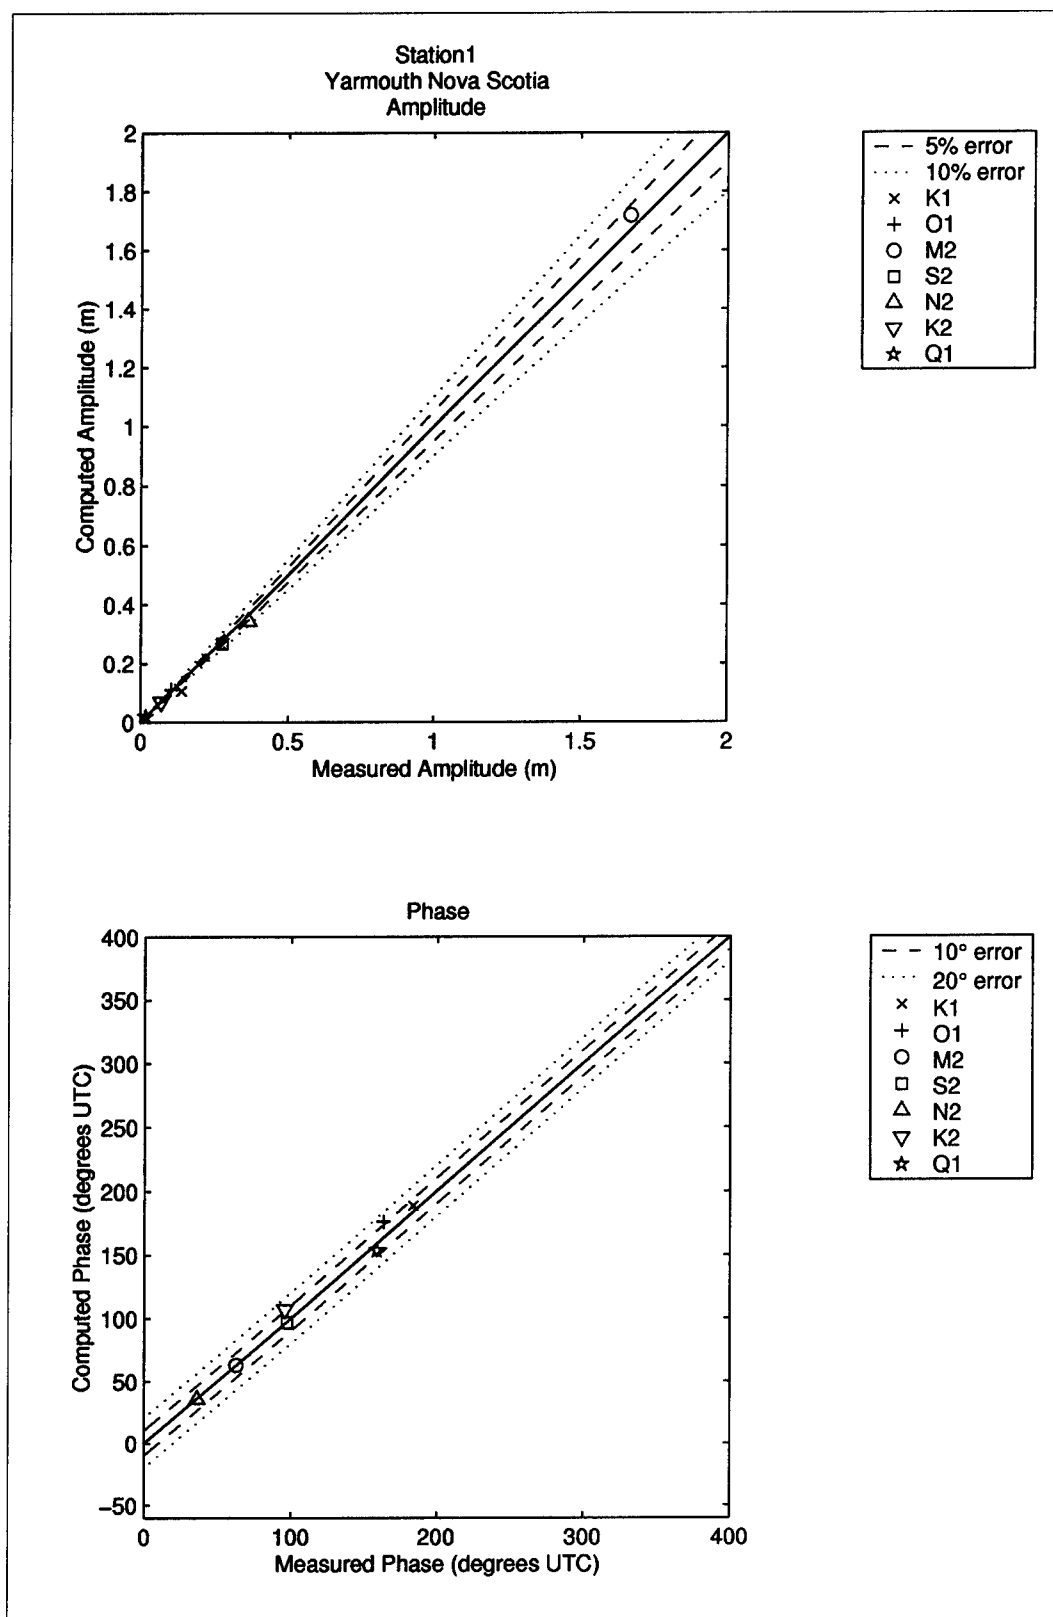 Station1
Yarmouth Nova Scotia
Amplitude
2
1.8
1.6
1.4
1.2
1
0.8
0.6
0.4
0.2
0
0
0.5
1
1.5
2
Computed Amplitude (m)
Measured Amplitude (m)
5% error
10% error
K1
O1
M2
S2
N2
K2
Q1
Phase
400
350
300
250
200
150
100
50
0
−50
0
100
200
300
400
Computed Phase (degrees UTC)
Measured Phase (degrees UTC)
10° error
20° error
K1
O1
M2
S2
N2
K2
Q1